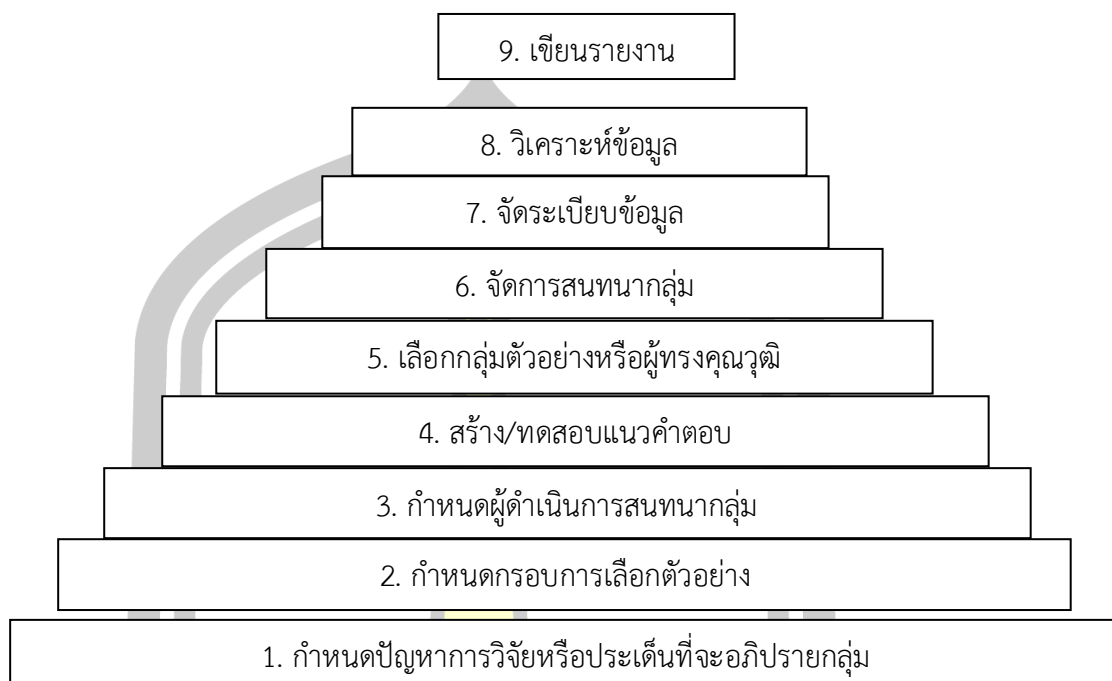 9. เขียนรายงาน
8. วิเคราะห์ข้อมูล
7. จัดระเบียบข้อมูล
6. จัดการสนทนากลุ่ม
5. เลือกกลุ่มตัวอย่างหรือผู้ทรงคุณวุฒิ
4. สร้าง/ทดสอบแนวคำตอบ
3. กำหนดผู้ดำเนินการสนทนากลุ่ม
2. กำหนดกรอบการเลือกตัวอย่าง
1. กำหนดปัญหาการวิจัยหรือประเด็นที่จะอภิปรายกลุ่ม